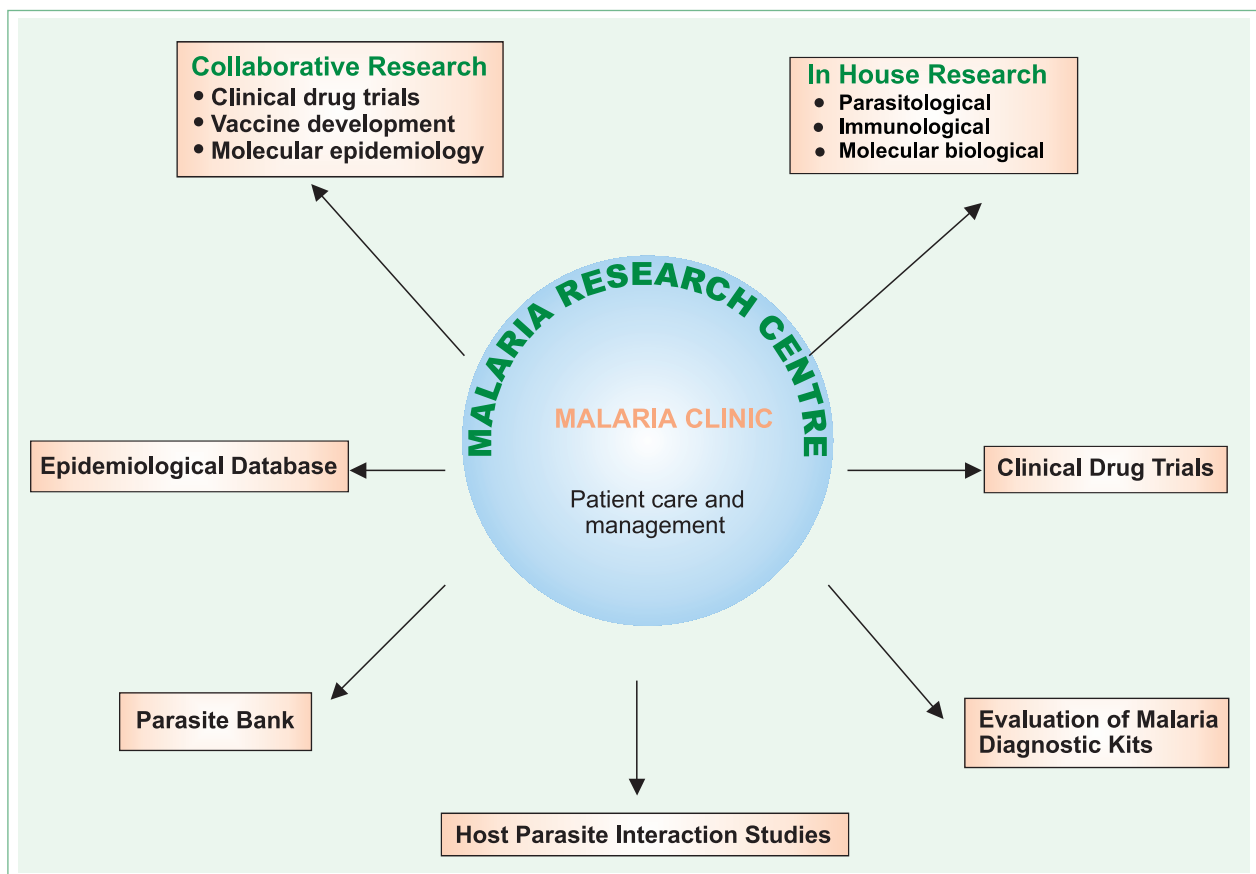 Collaborative Research
• Clinical drug trials
• Vaccine development
• Molecular epidemiology
In House Research
• Parasitological
• Immunological
• Molecular biological
MALARIA RESEARCH CENTRE
MALARIA CLINIC
Patient care and
management
Epidemiological Database
Clinical Drug Trials
Parasite Bank
Evaluation of Malaria
Diagnostic Kits
Host Parasite Interaction Studies